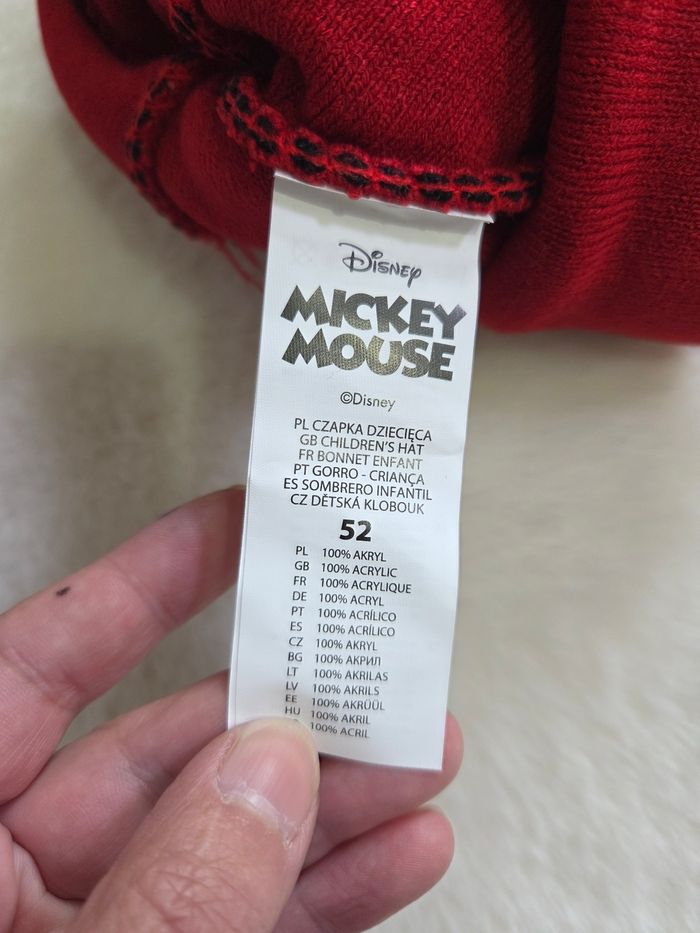 Disney
MICKEY
MOUSE
©Disney
PL CZAPKA DZIECIĘCA
GB CHILDREN'S HAT
FR BONNET ENFANT
PT GORRO - CRIANÇA
ES SOMBRERO INFANTIL
CZ DĚTSKÁ KLOBOUK
52
PL 100% AKRYL
GB 100% ACRYLIC
FR 100% ACRYLIQUE
DE 100% ACRYL
PT 100% ACRÍLICO
ES 100% ACRÍLICO
CZ 100% AKRYL
BG 100% АКРИЛ
LT 100% AKRILAS
LV 100% AKRILS
EE 100% AKRÜÜL
HU 100% AKRIL
100% ACRIL